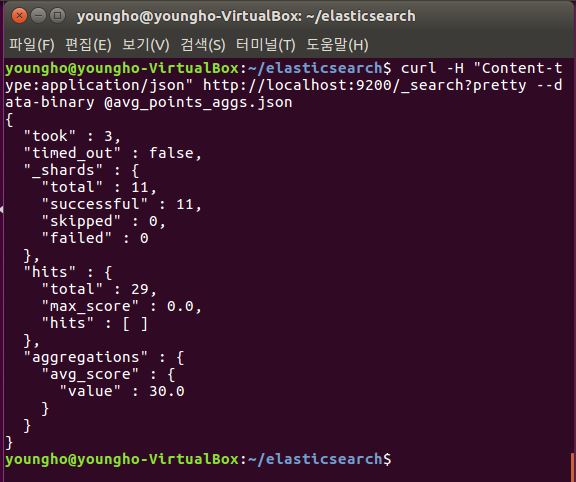 youngho@youngho-VirtualBox: ~/elasticsearch
파일(F) 편집(E) 보기(V) 검색(S) 터미널(T) 도움말(H)
youngho@youngho-VirtualBox:~/elasticsearch$ curl -H "Content-t
ype:application/json" http://localhost:9200/_search?pretty --d
ata-binary @avg_points_aggs.json
{
  "took" : 3,
  "timed_out" : false,
  "_shards" : {
    "total" : 11,
    "successful" : 11,
    "skipped" : 0,
    "failed" : 0
  },
  "hits" : {
    "total" : 29,
    "max_score" : 0.0,
    "hits" : [ ]
  },
  "aggregations" : {
    "avg_score" : {
      "value" : 30.0
    }
  }
}
youngho@youngho-VirtualBox:~/elasticsearch$